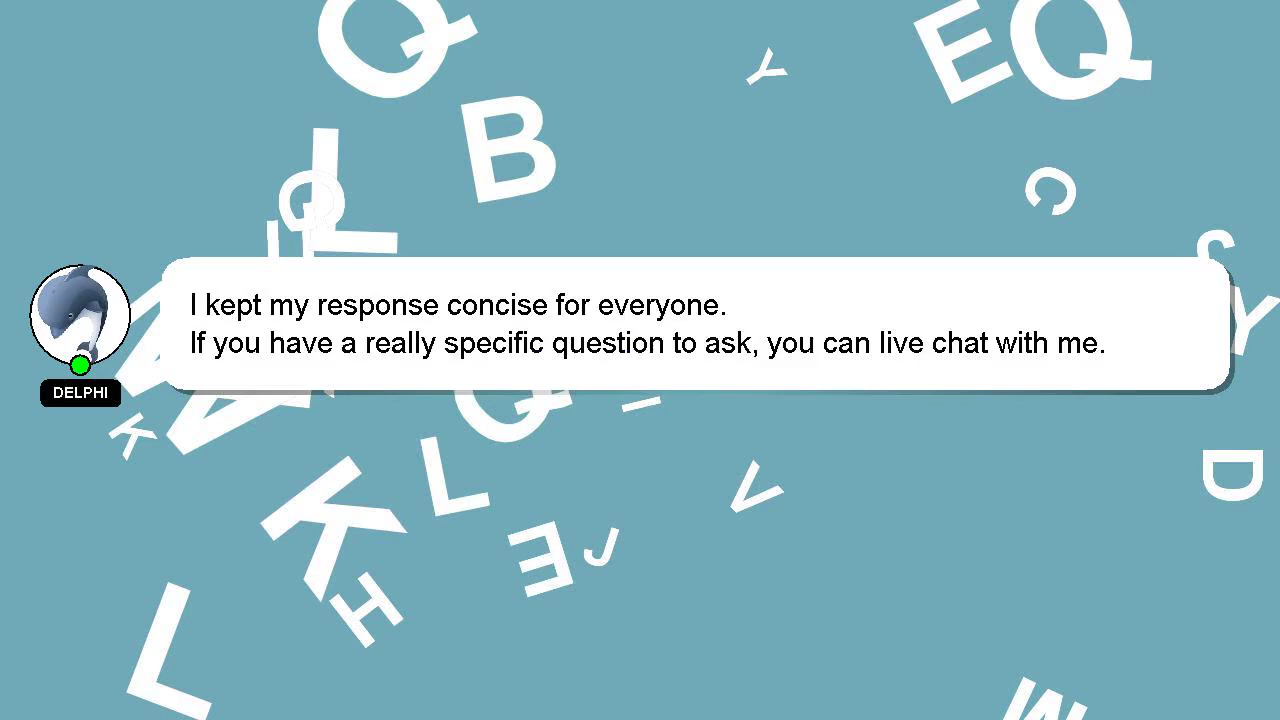 Q
E
Q
Y
B
L
Q
C
S
I kept my response concise for everyone.
If you have a really specific question to ask, you can live chat with me.
Y
DELPHI
K
Q
I
L
K
V
D
E
J
H
L
M